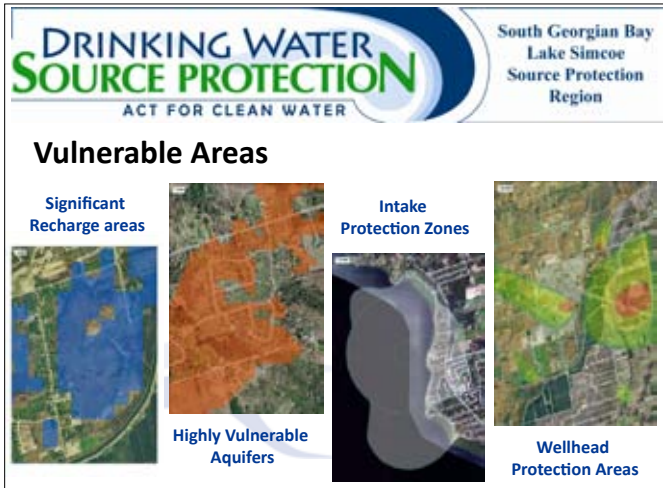 DRINKING WATER
SOURCE PROTECTION
ACT FOR CLEAN WATER
South Georgian Bay
Lake Simcoe
Source Protection
Region
Vulnerable Areas
Significant
Recharge areas
Highly Vulnerable
Aquifers
Intake
Protection Zones
Wellhead
Protection Areas